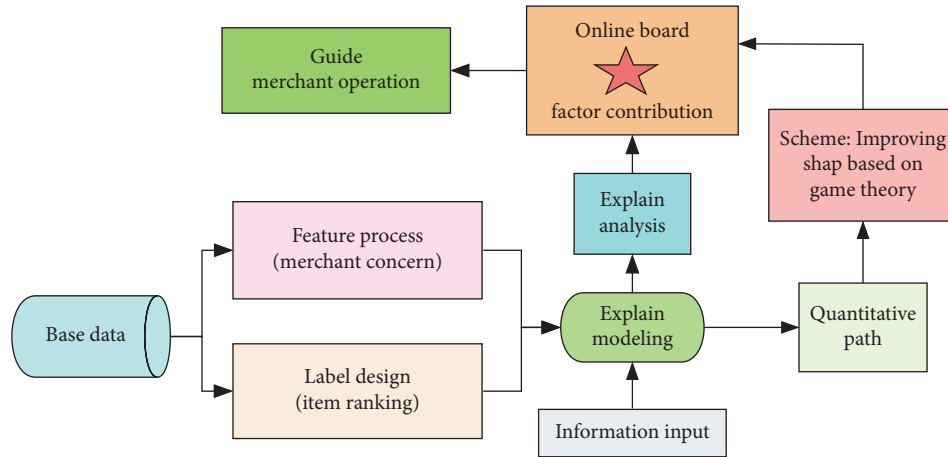 Guide
merchant operation
Online board
factor contribution
Scheme: Improving
shap based on
game theory
Explain
analysis
Feature process
(merchant concern)
Base data
Explain
modeling
Quantitative
path
Label design
(item ranking)
Information input